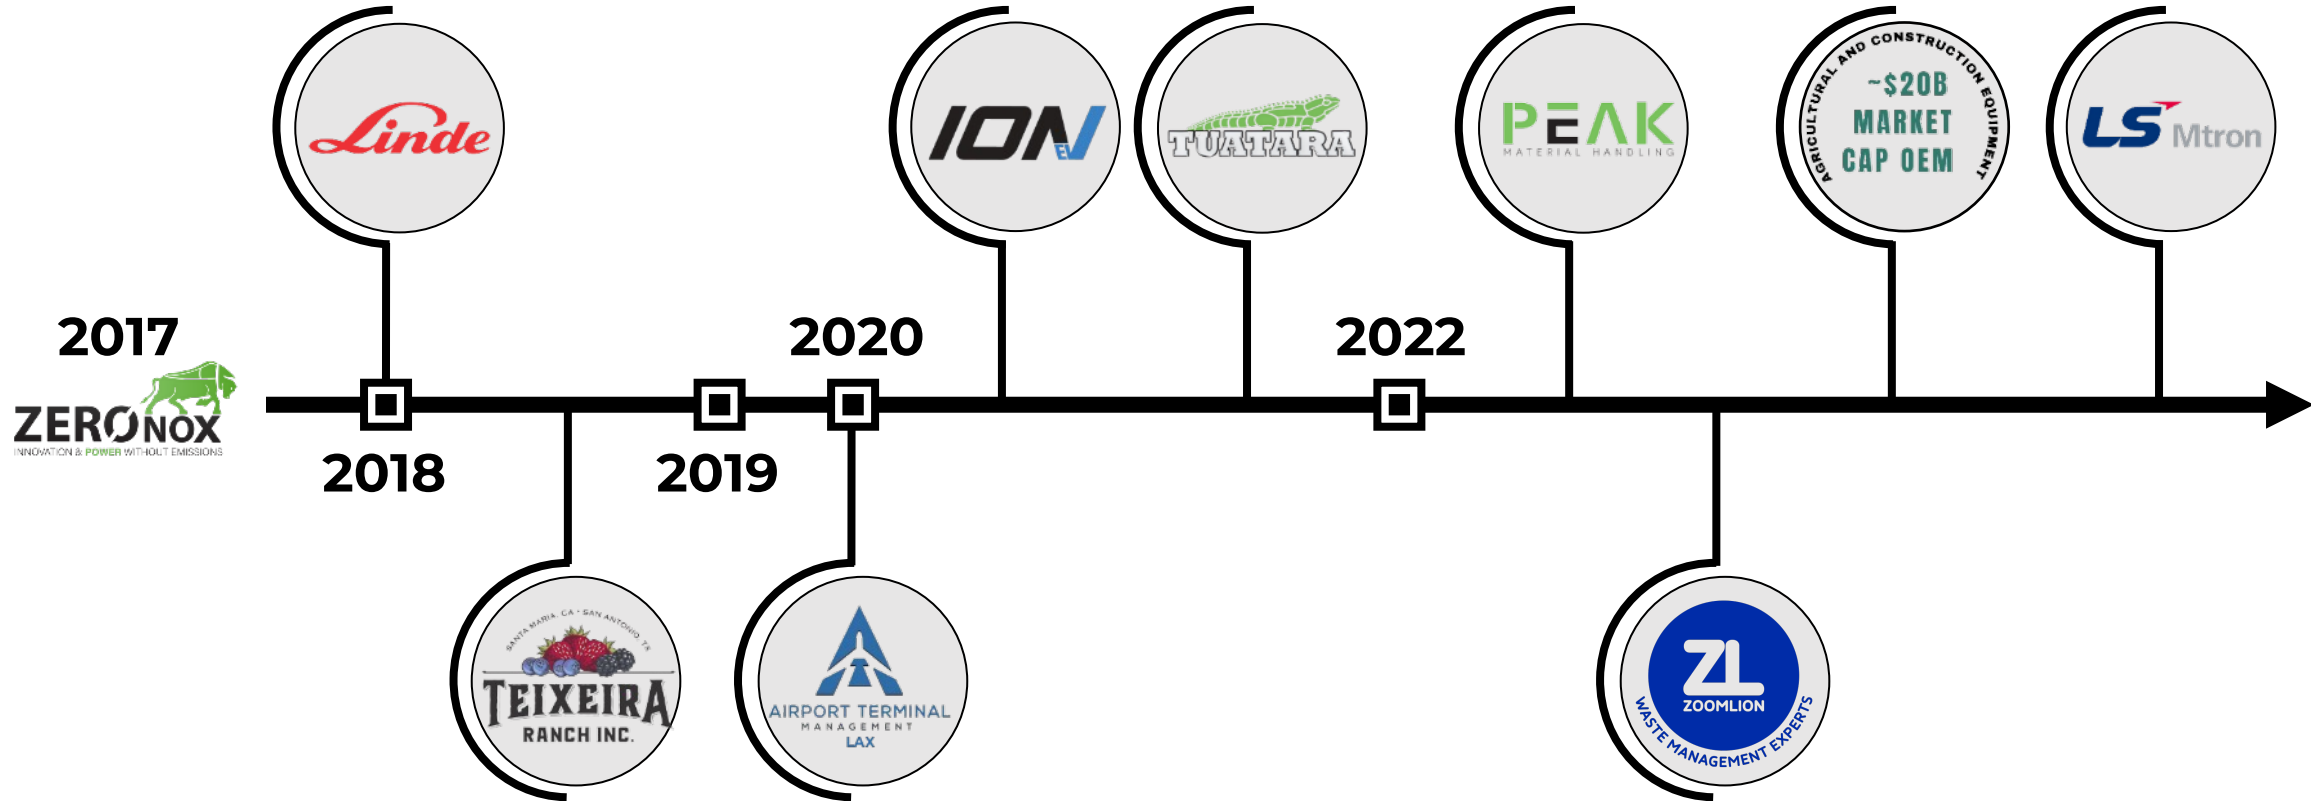 Linde
ION
EV
TUATARA
PEAK
MATERIAL HANDLING
AGRICULTURAL AND CONSTRUCTION EQUIPMENT
~$20B
MARKET
CAP OEM
LS Mtron
2017
ZERONOX
INNOVATION & POWER WITHOUT EMISSIONS
2018
2019
2020
2022
SANTA MARIA, CA • SAN ANTONIO, TX
TEIXEIRA
RANCH INC.
AIRPORT TERMINAL
MANAGEMENT
LAX
ZL
ZOOMLION
WASTE MANAGEMENT EXPERTS